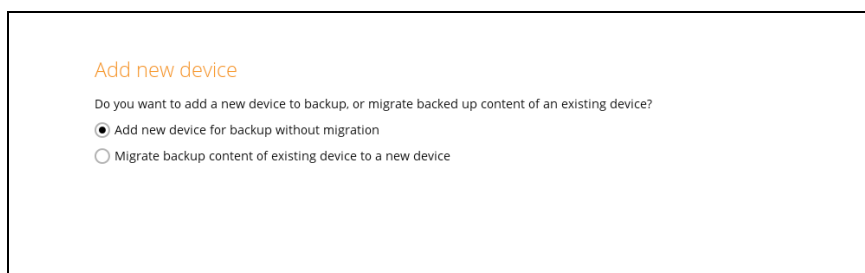 Add new device
Do you want to add a new device to backup, or migrate backed up content of an existing device?
Add new device for backup without migration
Migrate backup content of existing device to a new device